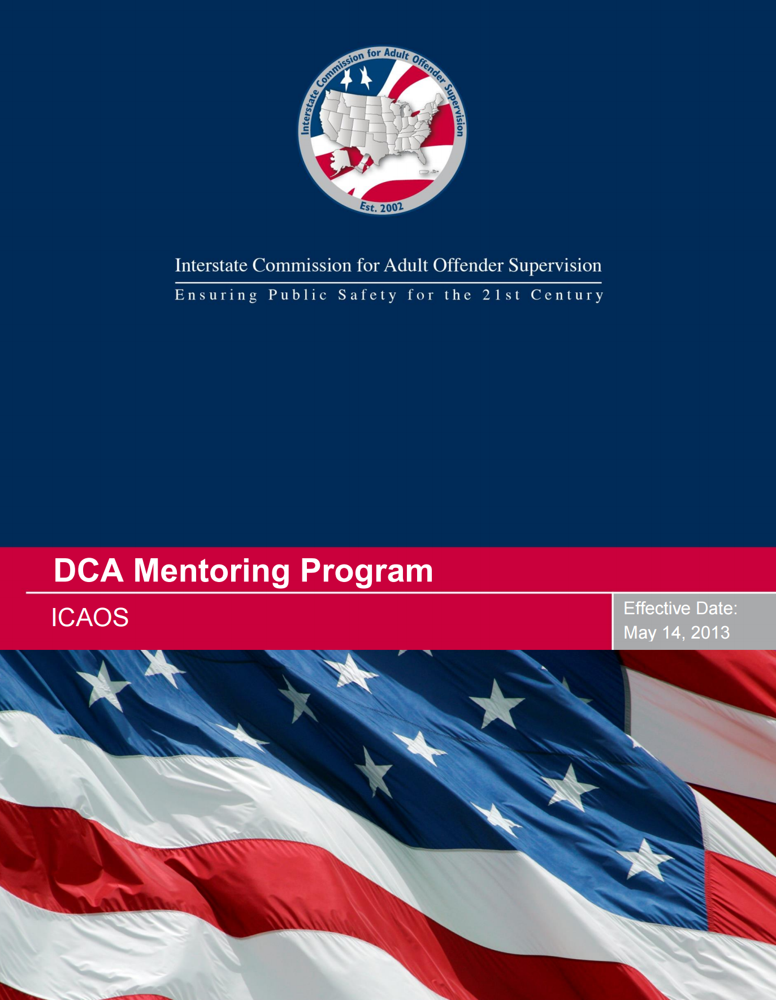 Interstate Commission for Adult Offender Supervision
Est. 2002
Interstate Commission for Adult Offender Supervision
Ensuring Public Safety for the 21st Century
DCA Mentoring Program
ICAOS
Effective Date:
May 14, 2013